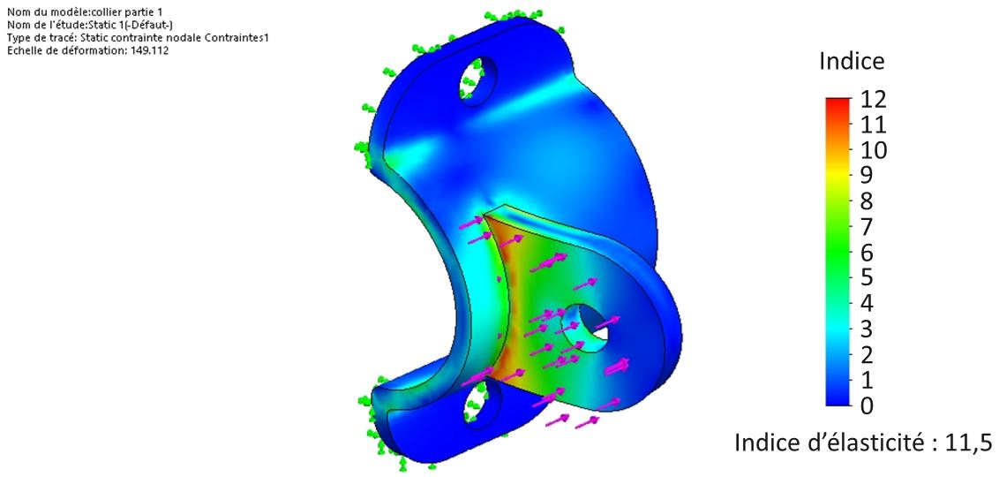 Nom du modèle:collier partie 1
Nom de l'étude:Static 1(-Défaut-)
Type de tracé: Static contrainte nodale Contraintes1
Echelle de déformation: 149.112
Indice
12
11
10
9
8
7
6
5
4
3
2
1
0
Indice d’élasticité : 11,5